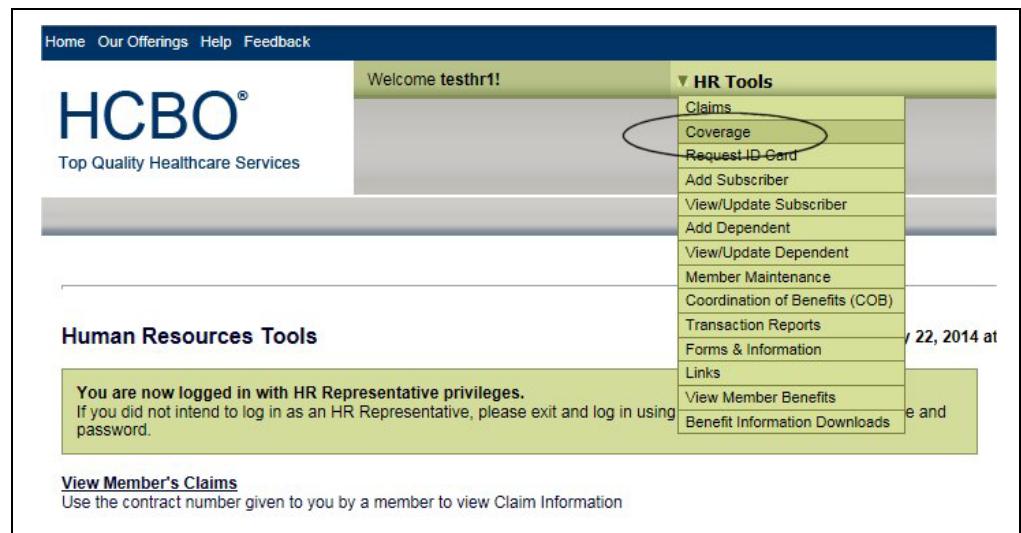 Home Our Offerings Help Feedback
Welcome testhr1!
▼ HR Tools
HCBO®
Top Quality Healthcare Services
Claims
Coverage
Request ID Card
Add Subscriber
View/Update Subscriber
Add Dependent
View/Update Dependent
Member Maintenance
Coordination of Benefits (COB)
Transaction Reports
Forms & Information
Links
View Member Benefits
Benefit Information Downloads
Human Resources Tools
22, 2014 at
You are now logged in with HR Representative privileges.
If you did not intend to log in as an HR Representative, please exit and log in using e and
password.
View Member's Claims
Use the contract number given to you by a member to view Claim Information